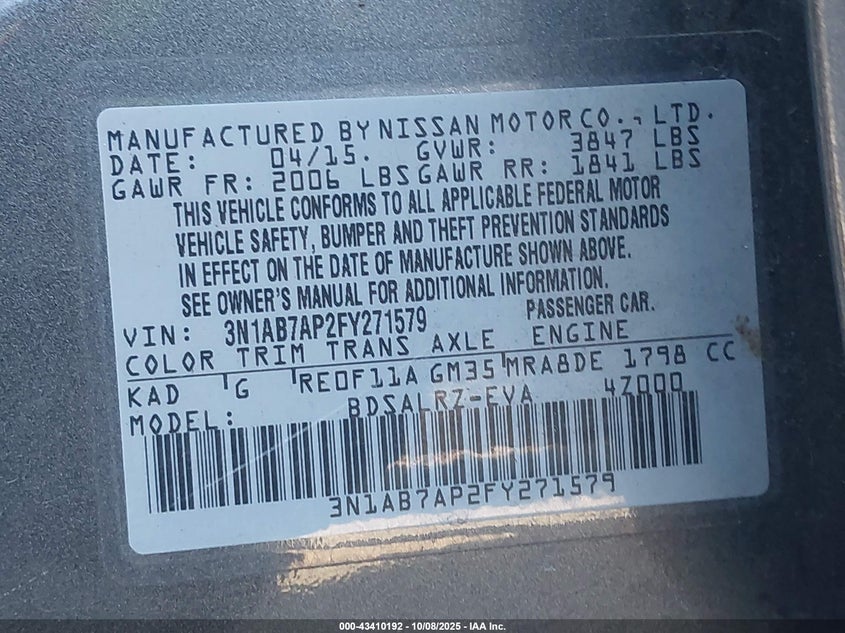 MANUFACTURED BY NISSAN MOTOR CO., LTD.
DATE: 04/15. GVWR: 3847 LBS
GAWR FR: 2006 LBS GAWR RR: 1841 LBS
THIS VEHICLE CONFORMS TO ALL APPLICABLE FEDERAL MOTOR
VEHICLE SAFETY, BUMPER AND THEFT PREVENTION STANDARDS
IN EFFECT ON THE DATE OF MANUFACTURE SHOWN ABOVE.
SEE OWNER'S MANUAL FOR ADDITIONAL INFORMATION.
VIN: 3N1AB7AP2FY271579 PASSENGER CAR.
COLOR TRIM TRANS AXLE ENGINE
KAD G RE0F11A GM35 MRA8DE 1798 CC
MODEL: BDSALRZ-EVA 4Z000
3N1AB7AP2FY271579
000-43410192 - 10/08/2025 - IAA Inc.